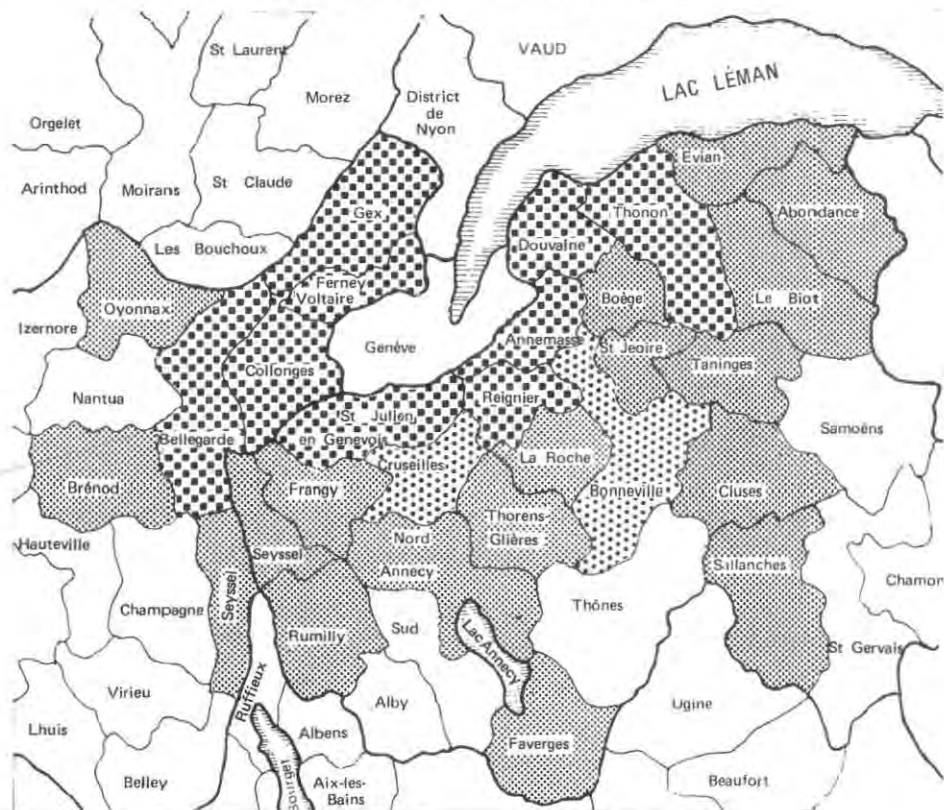 St Laurent
VAUD
LAC LÉMAN
Morez
District
de
Nyon
Orgelet
Arinthod
Moirans
St Claude
Evian
Gex
Thonon
Abondance
Les Bouchoux
Douvaine
Ferney
Voltaire
Boëge
Le Biot
Oyonnax
Izernore
Genève
Annemasse
St Jeoire
Taninges
Collonges
Nantua
Reignier
St Julien
en Genevois
Samoëns
Bellegarde
Cruseilles
La Roche
Brénod
Frangy
Bonneville
Cluses
Thorens-
Glières
Hauteville
Nord
Annecy
Seyssel
Seyssel
Sallanches
Chamon
Champagne
Thônes
Rumilly
Sud
Lac Annecy
St Gervais
Ruffieux
Virieu
Alby
Ugine
Lhuis
Albens
Faverges
Belley
Aix-les-
Bains
Bourget
Beaufort